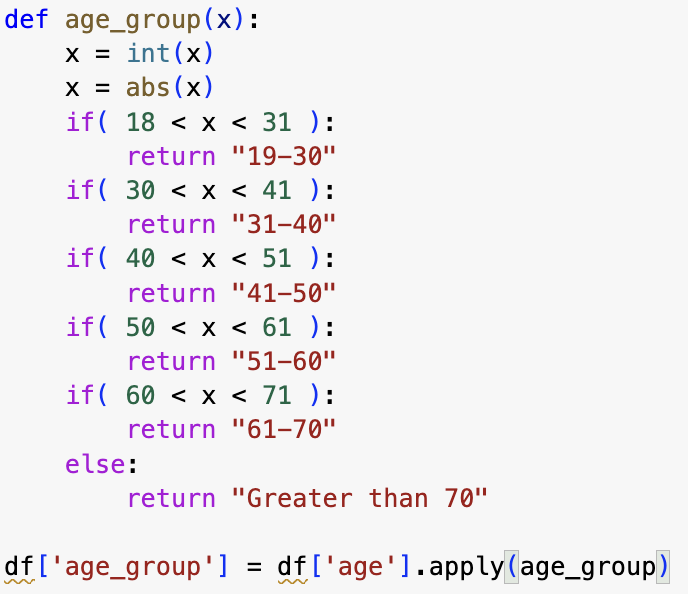 def age_group(x):
    x = int(x)
    x = abs(x)
    if( 18 < x < 31 ):
        return "19-30"
    if( 30 < x < 41 ):
        return "31-40"
    if( 40 < x < 51 ):
        return "41-50"
    if( 50 < x < 61 ):
        return "51-60"
    if( 60 < x < 71 ):
        return "61-70"
    else:
        return "Greater than 70"

df['age_group'] = df['age'].apply(age_group)